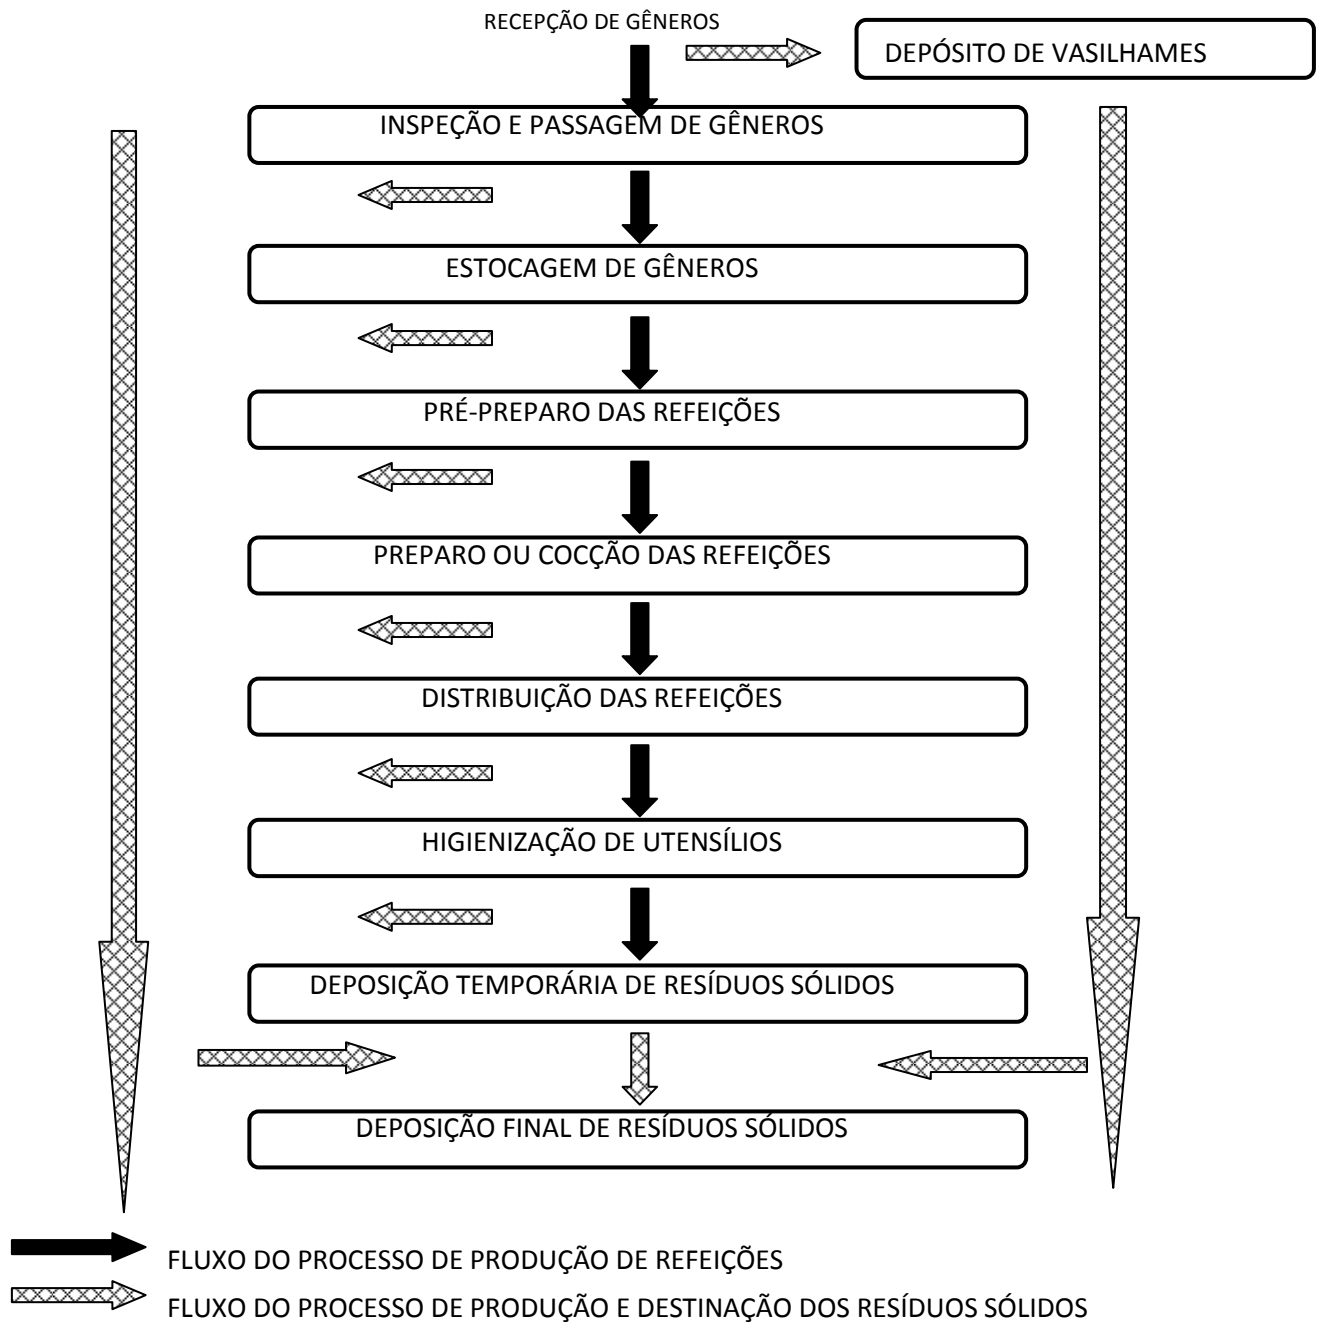 RECEPÇÃO DE GÊNEROS
DEPÓSITO DE VASILHAMES
INSPEÇÃO E PASSAGEM DE GÊNEROS
ESTOCAGEM DE GÊNEROS
PRÉ-PREPARO DAS REFEIÇÕES
PREPARO OU COCÇÃO DAS REFEIÇÕES
DISTRIBUIÇÃO DAS REFEIÇÕES
HIGIENIZAÇÃO DE UTENSÍLIOS
DEPOSIÇÃO TEMPORÁRIA DE RESÍDUOS SÓLIDOS
DEPOSIÇÃO FINAL DE RESÍDUOS SÓLIDOS
FLUXO DO PROCESSO DE PRODUÇÃO DE REFEIÇÕES
FLUXO DO PROCESSO DE PRODUÇÃO E DESTINAÇÃO DOS RESÍDUOS SÓLIDOS